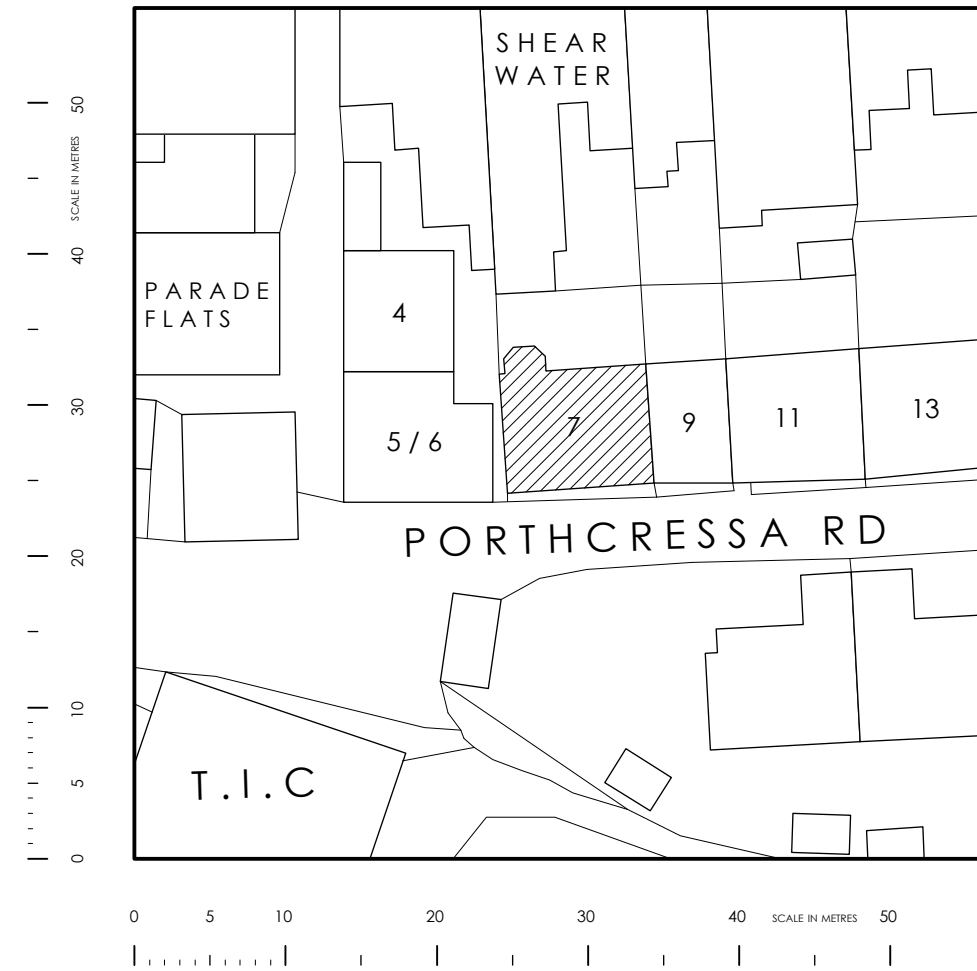 SHEAR
WATER
50
SCALE IN METRES
40
PARADE
FLATS
4
30
5 / 6
7
9
11
13
PORTHCRESSA RD
20
10
T.I.C
5
0
0 5 10 20 30 40 SCALE IN METRES 50